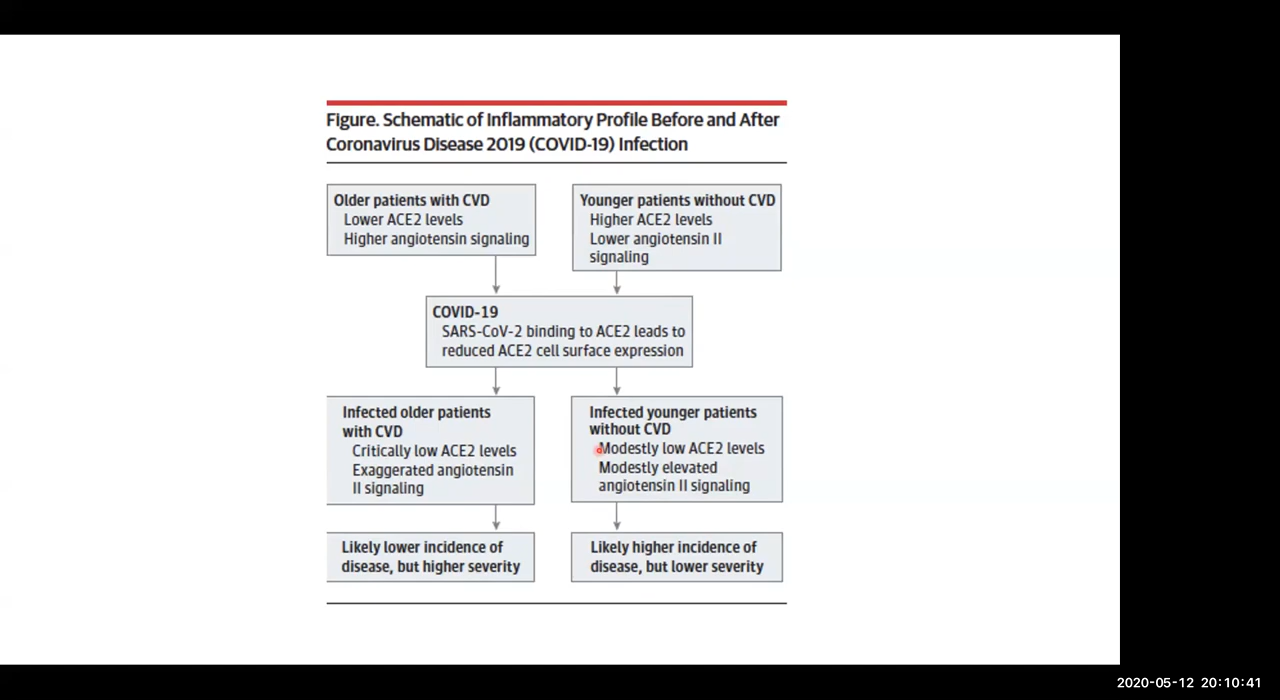 Figure. Schematic of Inflammatory Profile Before and After
Coronavirus Disease 2019 (COVID-19) Infection
Older patients with CVD
Lower ACE2 levels
Higher angiotensin signaling
Younger patients without CVD
Higher ACE2 levels
Lower angiotensin II
signaling
COVID-19
SARS-CoV-2 binding to ACE2 leads to
reduced ACE2 cell surface expression
Infected older patients
with CVD
Critically low ACE2 levels
Exaggerated angiotensin
II signaling
Infected younger patients
without CVD
Modestly low ACE2 levels
Modestly elevated
angiotensin II signaling
Likely lower incidence of
disease, but higher severity
Likely higher incidence of
disease, but lower severity
2020-05-12 20:10:41